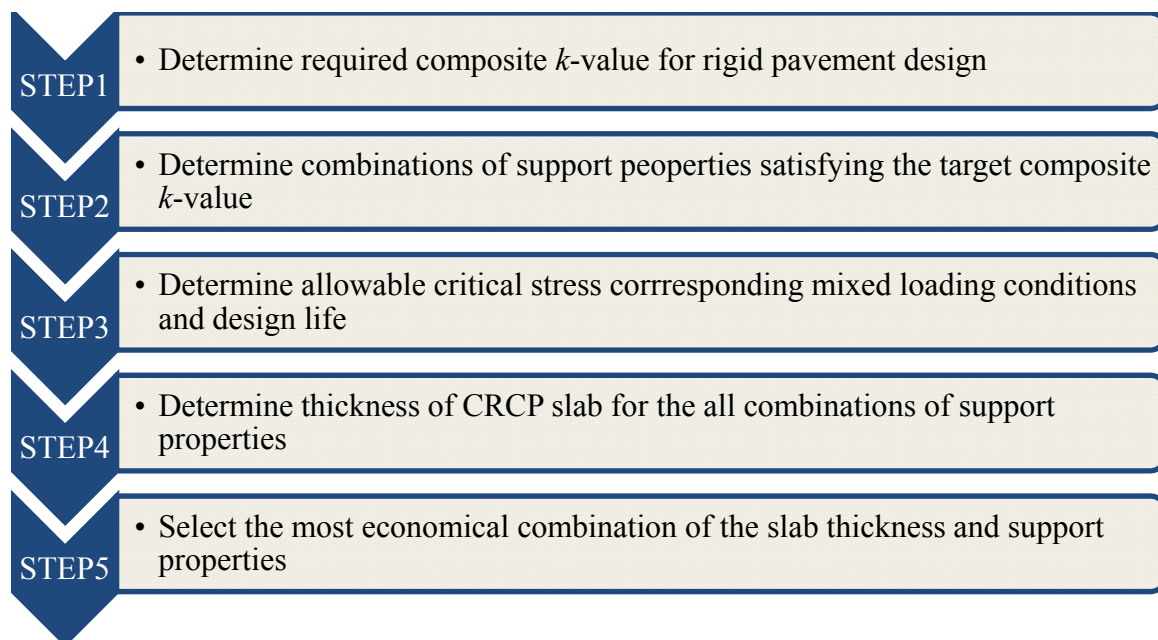 STEP1
• Determine required composite k-value for rigid pavement design
STEP2
• Determine combinations of support peoperties satisfying the target composite
k-value
STEP3
• Determine allowable critical stress corrresponding mixed loading conditions
and design life
STEP4
• Determine thickness of CRCP slab for the all combinations of support
properties
STEP5
• Select the most economical combination of the slab thickness and support
properties